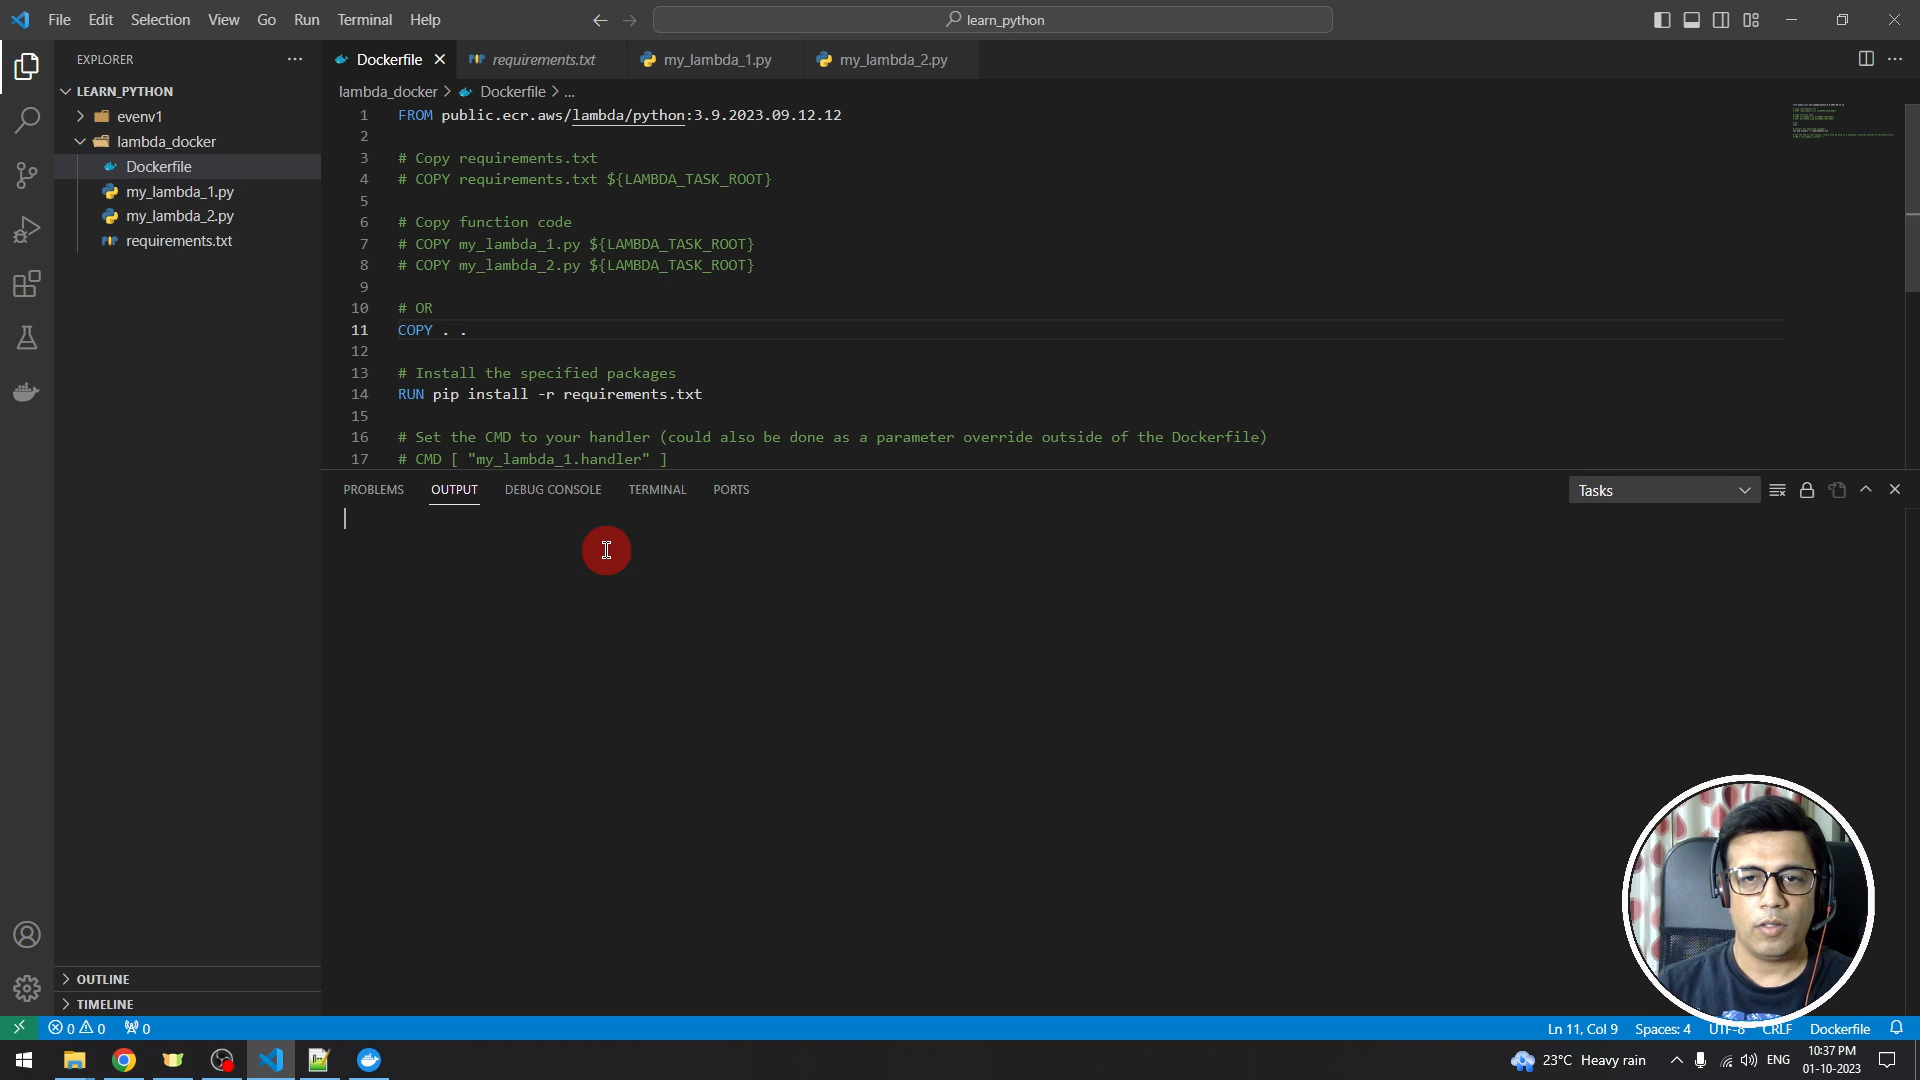 File Edit Selection View Go Run Terminal Help
learn_python
EXPLORER
Dockerfile
requirements.txt
my_lambda_1.py
my_lambda_2.py
LEARN_PYTHON
evenv1
lambda_docker
Dockerfile
my_lambda_1.py
my_lambda_2.py
requirements.txt
lambda_docker > Dockerfile > ...
1 FROM public.ecr.aws/lambda/python:3.9.2023.09.12.12
2
3 # Copy requirements.txt
4 # COPY requirements.txt ${LAMBDA_TASK_ROOT}
5
6 # Copy function code
7 # COPY my_lambda_1.py ${LAMBDA_TASK_ROOT}
8 # COPY my_lambda_2.py ${LAMBDA_TASK_ROOT}
9
10 # OR
11 COPY . .
12
13 # Install the specified packages
14 RUN pip install -r requirements.txt
15
16 # Set the CMD to your handler (could also be done as a parameter override outside of the Dockerfile)
17 # CMD [ "my_lambda_1.handler" ]
PROBLEMS OUTPUT DEBUG CONSOLE TERMINAL PORTS
Tasks
OUTLINE
TIMELINE
0 0 0
Ln 11, Col 9 Spaces: 4 UTF-8 CRLF Dockerfile
23°C Heavy rain
ENG
10:37 PM
01-10-2023